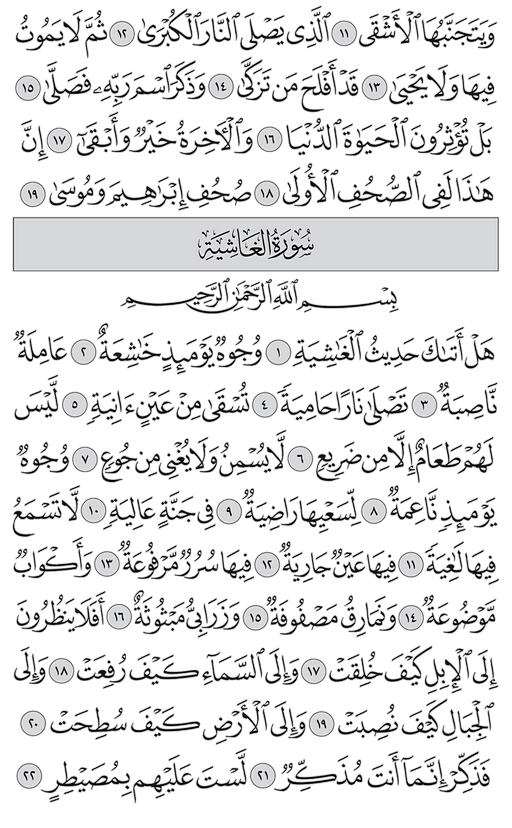 وَيَتَجَنَّبُهَا ٱلْأَشْقَى ١١ ٱلَّذِى يَصْلَى ٱلنَّارَ ٱلْكُبْرَىٰ ١٢ ثُمَّ لَا يَمُوتُ
فِيهَا وَلَا يَحْيَىٰ ١٣ قَدْ أَفْلَحَ مَن تَزَكَّىٰ ١٤ وَذَكَرَ ٱسْمَ رَبِّهِۦ فَصَلَّىٰ ١٥
بَلْ تُؤْثِرُونَ ٱلْحَيَوٰةَ ٱلدُّنْيَا ١٦ وَٱلْـَٔاخِرَةُ خَيْرٌ وَأَبْقَىٰٓ ١٧ إِنَّ
هَـٰذَا لَفِى ٱلصُّحُفِ ٱلْأُولَىٰ ١٨ صُحُفِ إِبْرَٰهِيمَ وَمُوسَىٰ ١٩
سُورَةُ الغَاشِيَةِ
بِسْمِ ٱللَّهِ ٱلرَّحْمَـٰنِ ٱلرَّحِيمِ
هَلْ أَتَىٰكَ حَدِيثُ ٱلْغَـٰشِيَةِ ١ وُجُوهٌ يَوْمَئِذٍ خَـٰشِعَةٌ ٢ عَامِلَةٌ
نَّاصِبَةٌ ٣ تَصْلَىٰ نَارًا حَامِيَةً ٤ تُسْقَىٰ مِنْ عَيْنٍ ءَانِيَةٍ ٥ لَّيْسَ
لَهُمْ طَعَامٌ إِلَّا مِن ضَرِيعٍ ٦ لَّا يُسْمِنُ وَلَا يُغْنِى مِن جُوعٍ ٧ وُجُوهٌ
يَوْمَئِذٍ نَّاعِمَةٌ ٨ لِّسَعْيِهَا رَاضِيَةٌ ٩ فِى جَنَّةٍ عَالِيَةٍ ١٠ لَّا تَسْمَعُ
فِيهَا لَـٰغِيَةً ١١ فِيهَا عَيْنٌ جَارِيَةٌ ١٢ فِيهَا سُرُرٌ مَّرْفُوعَةٌ ١٣ وَأَكْوَابٌ
مَّوْضُوعَةٌ ١٤ وَنَمَارِقُ مَصْفُوفَةٌ ١٥ وَزَرَابِىُّ مَبْثُوثَةٌ ١٦ أَفَلَا يَنظُرُونَ
إِلَى ٱلْإِبِلِ كَيْفَ خُلِقَتْ ١٧ وَإِلَى ٱلسَّمَآءِ كَيْفَ رُفِعَتْ ١٨ وَإِلَى
ٱلْجِبَالِ كَيْفَ نُصِبَتْ ١٩ وَإِلَى ٱلْأَرْضِ كَيْفَ سُطِحَتْ ٢٠
فَذَكِّرْ إِنَّمَآ أَنتَ مُذَكِّرٌ ٢١ لَّسْتَ عَلَيْهِم بِمُصَيْطِرٍ ٢٢